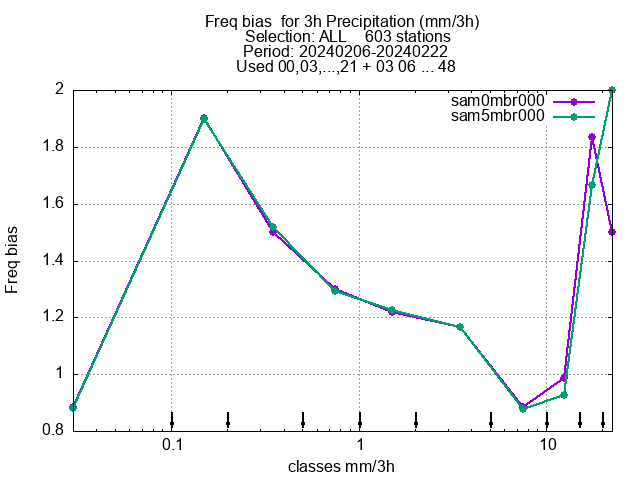 Freq bias  for 3h Precipitation (mm/3h)
Selection: ALL    603 stations
Period: 20240206-20240222
Used 00,03,...,21 + 03 06 ... 48
sam0mbr000
sam5mbr000
2
1.8
1.6
1.4
1.2
1
0.8
Freq bias
0.1
1
10
classes mm/3h